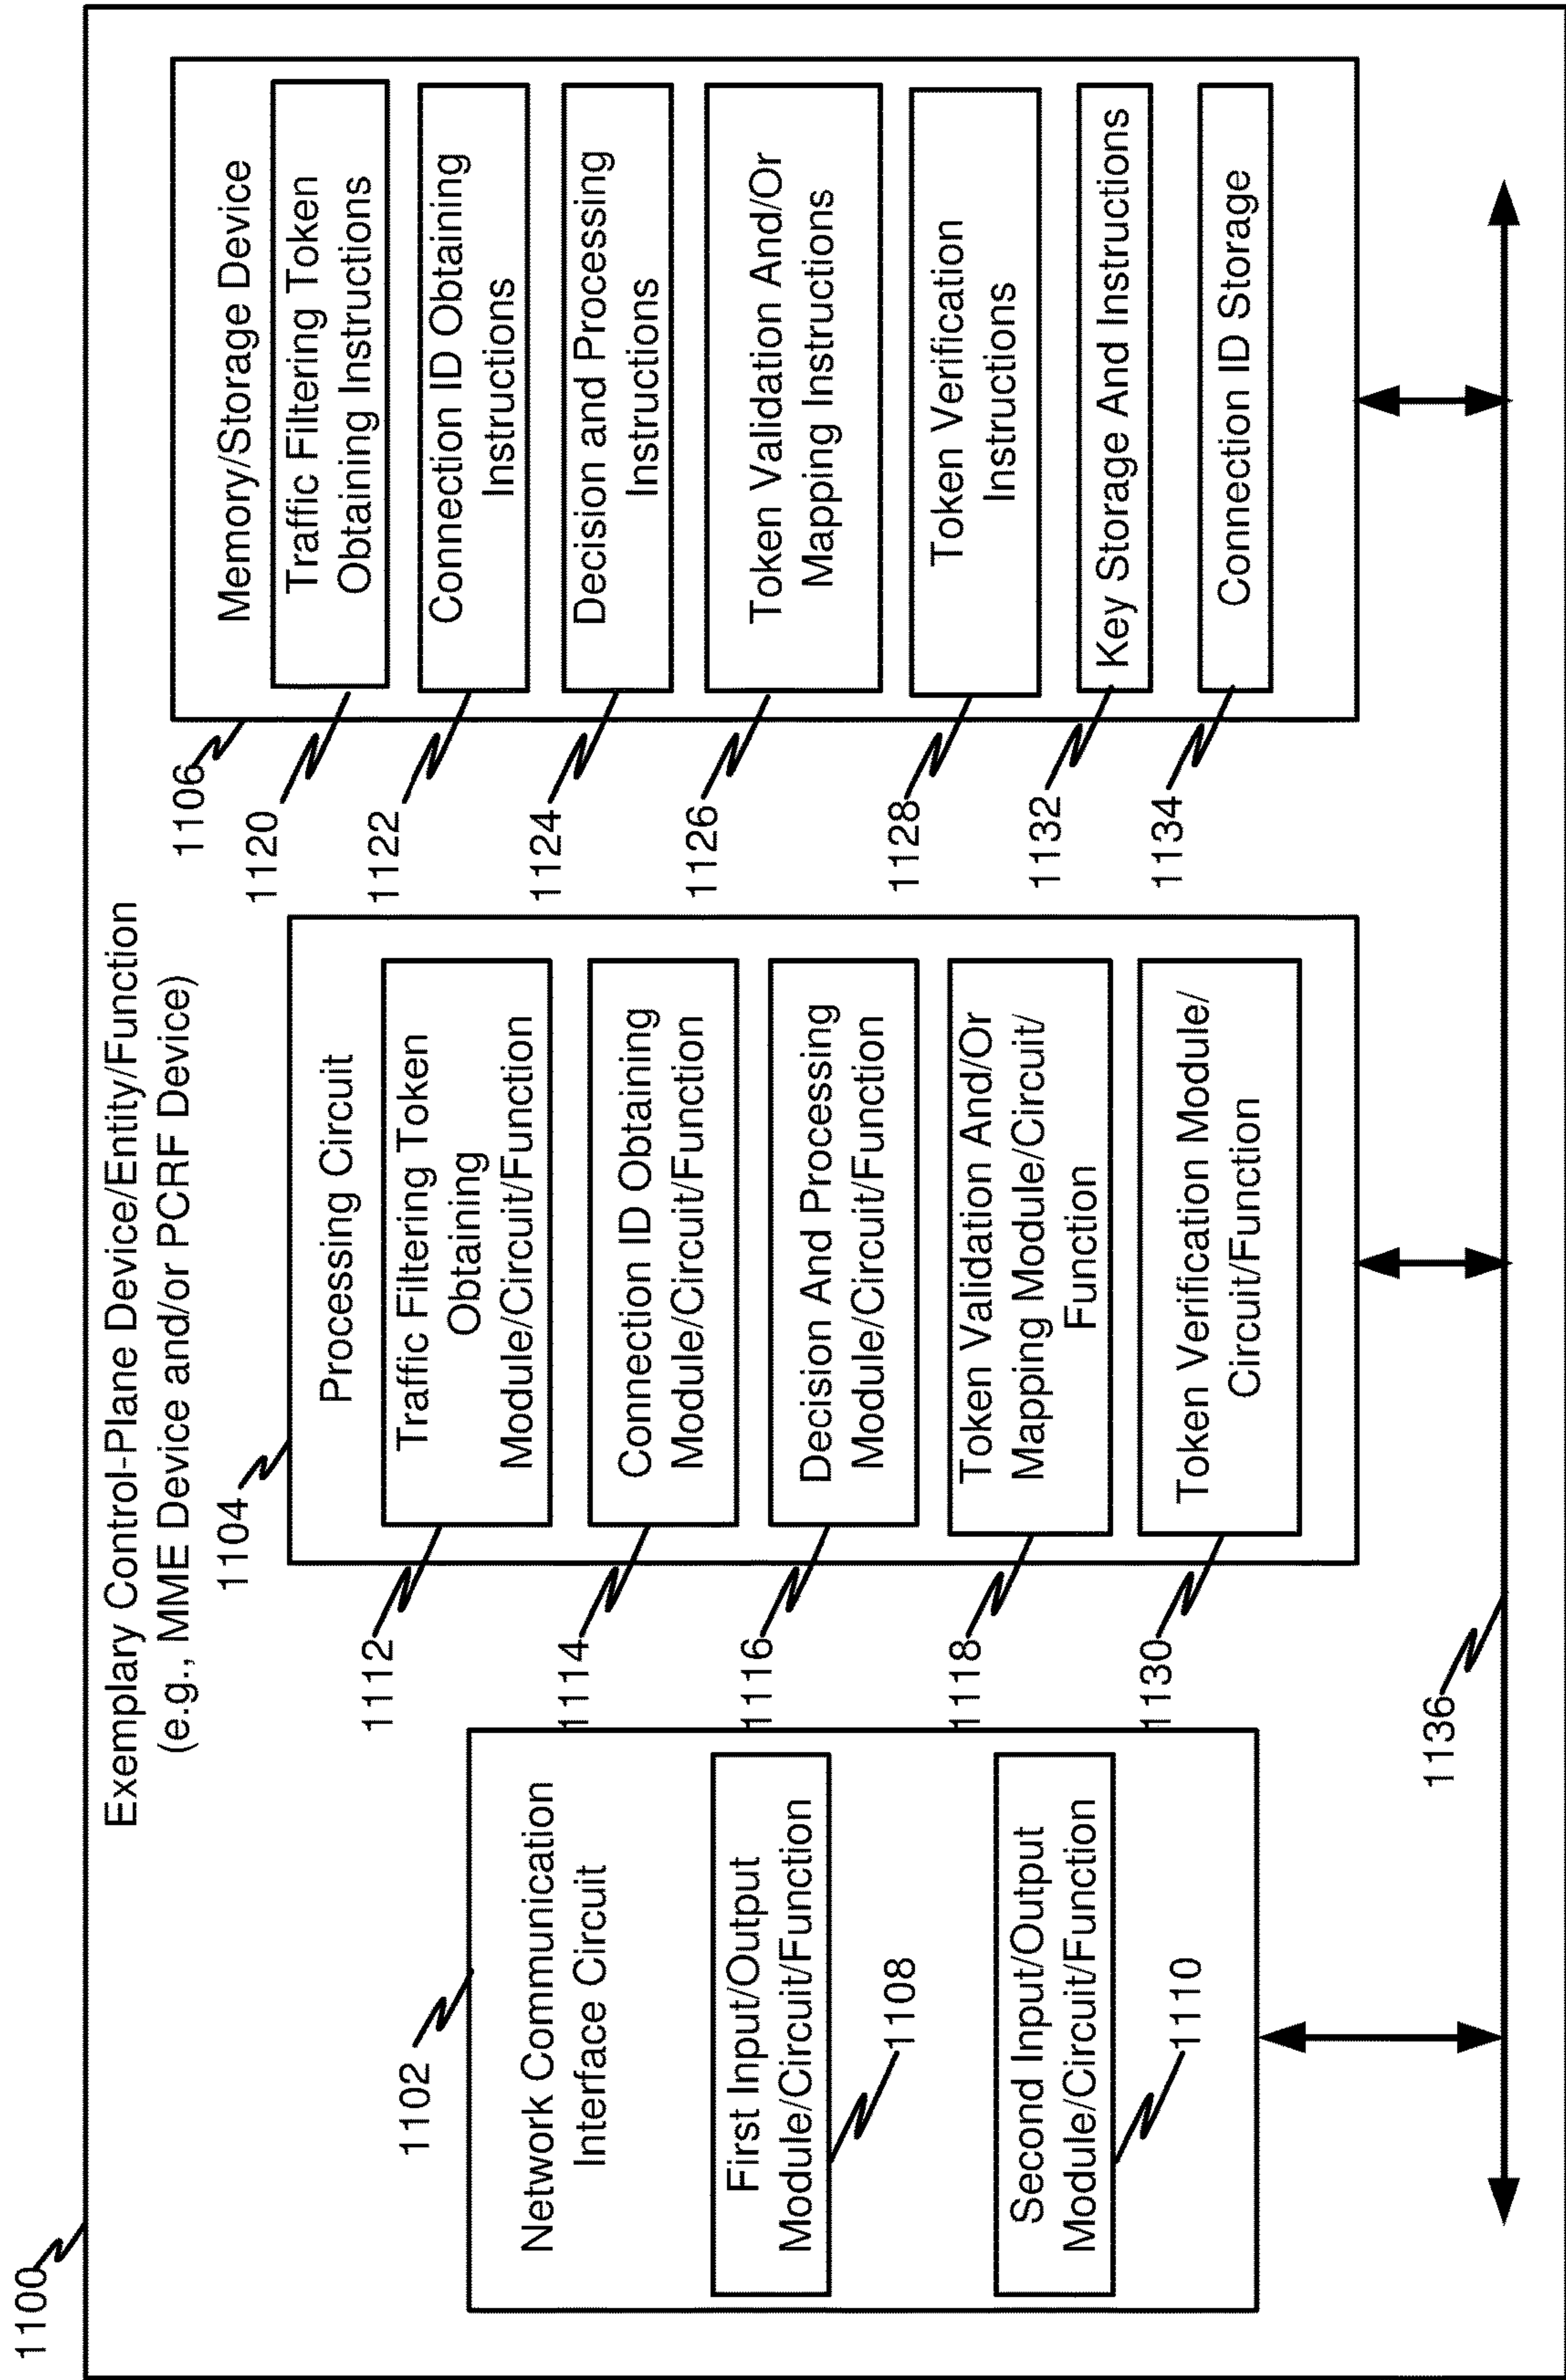 1100
Exemplary Control-Plane Device/Entity/Function
(e.g., MME Device and/or PCRF Device)
1102
Network Communication
Interface Circuit
First Input/Output
Module/Circuit/Function
1108
Second Input/Output
Module/Circuit/Function
1110
1104
Processing Circuit
1112
Traffic Filtering Token
Obtaining
Module/Circuit/Function
1114
Connection ID Obtaining
Module/Circuit/Function
1116
Decision And Processing
Module/Circuit/Function
1118
Token Validation And/Or
Mapping Module/Circuit/
Function
1130
Token Verification Module/
Circuit/Function
1106
Memory/Storage Device
1120
Traffic Filtering Token
Obtaining Instructions
1122
Connection ID Obtaining
Instructions
1124
Decision and Processing
Instructions
1126
Token Validation And/Or
Mapping Instructions
1128
Token Verification
Instructions
1132
Key Storage And Instructions
1134
Connection ID Storage
1136